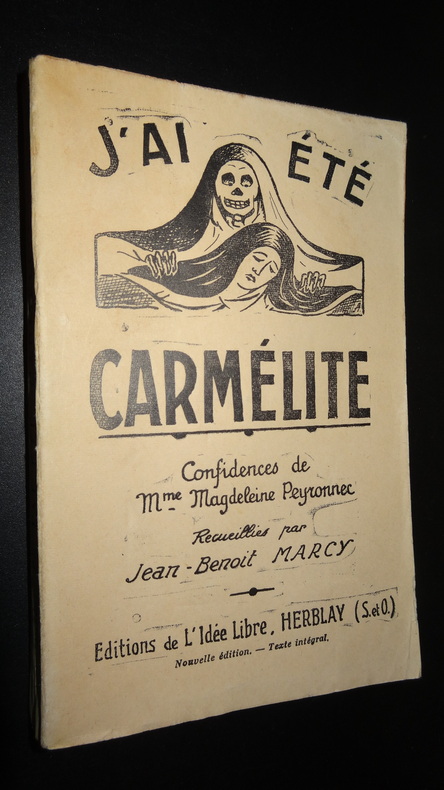 J'AI ÉTÉ
CARMÉLITE
Confidences de
Mme Magdeleine Peyronnec
Recueillies par
Jean-Benoit MARCY
Editions de L'Idée Libre, HERBLAY (S.et O.)
Nouvelle édition. — Texte intégral.